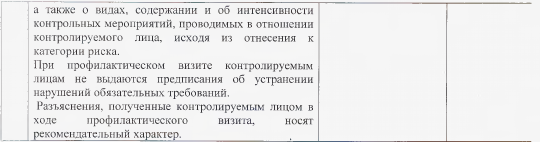 а также о видах, содержании и об интенсивности
контрольных мероприятий, проводимых в отношении
контролируемого лица, исходя из отнесения к
категории риска.
При профилактическом визите контролируемым
лицам не выдаются предписания об устранении
нарушений обязательных требований.
Разъяснения, полученные контролируемым лицом в
ходе профилактического визита, носят
рекомендательный характер.